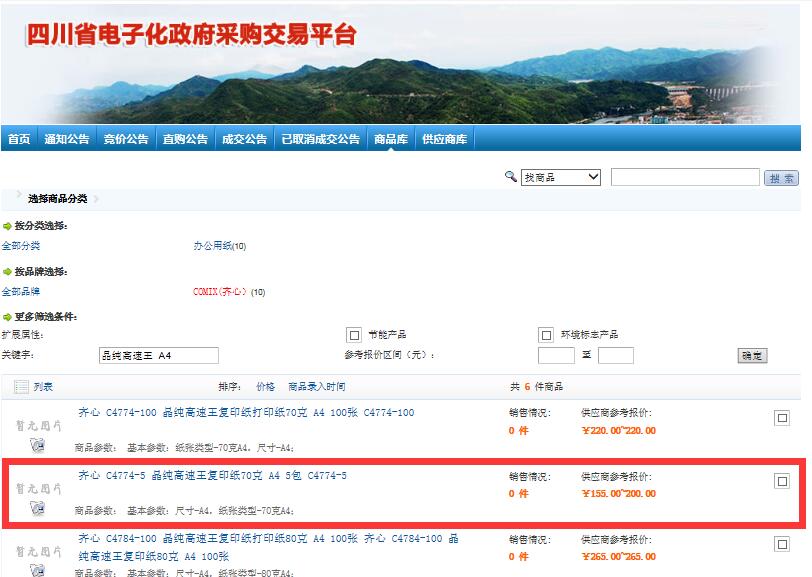 四川省电子化政府采购交易平台
首页 通知公告 竞价公告 直购公告 成交公告 已取消成交公告 商品库 供应商库
找商品 搜 索
选择商品分类
按分类选择:
全部分类 办公用纸(10)
按品牌选择:
全部品牌 COMIX(齐心) (10)
更多筛选条件:
扩展属性: 节能产品 环境标志产品
关键字: 晶纯高速王 A4 参考报价区间（元）: 至 确定
列表 排序: 价格 商品录入时间 共 6 件商品
齐心 C4774-100 晶纯高速王复印纸打印纸70克 A4 100张 C4774-100 销售情况: 供应商参考报价:
暂无图片 0 件 ¥220.00~220.00
商品参数: 基本参数: 纸张类型-70克A4, 尺寸-A4;
齐心 C4774-5 晶纯高速王复印纸70克 A4 5包 C4774-5 销售情况: 供应商参考报价:
暂无图片 0 件 ¥155.00~200.00
商品参数: 基本参数: 尺寸-A4, 纸张类型-70克A4;
齐心 C4784-100 晶纯高速王复印纸打印纸80克 A4 100张 齐心 C4784-100 晶 销售情况: 供应商参考报价:
暂无图片 纯高速王复印纸80克 A4 100张 0 件 ¥265.00~265.00
商品参数: 基本参数: 尺寸-A4, 纸张类型-80克A4;